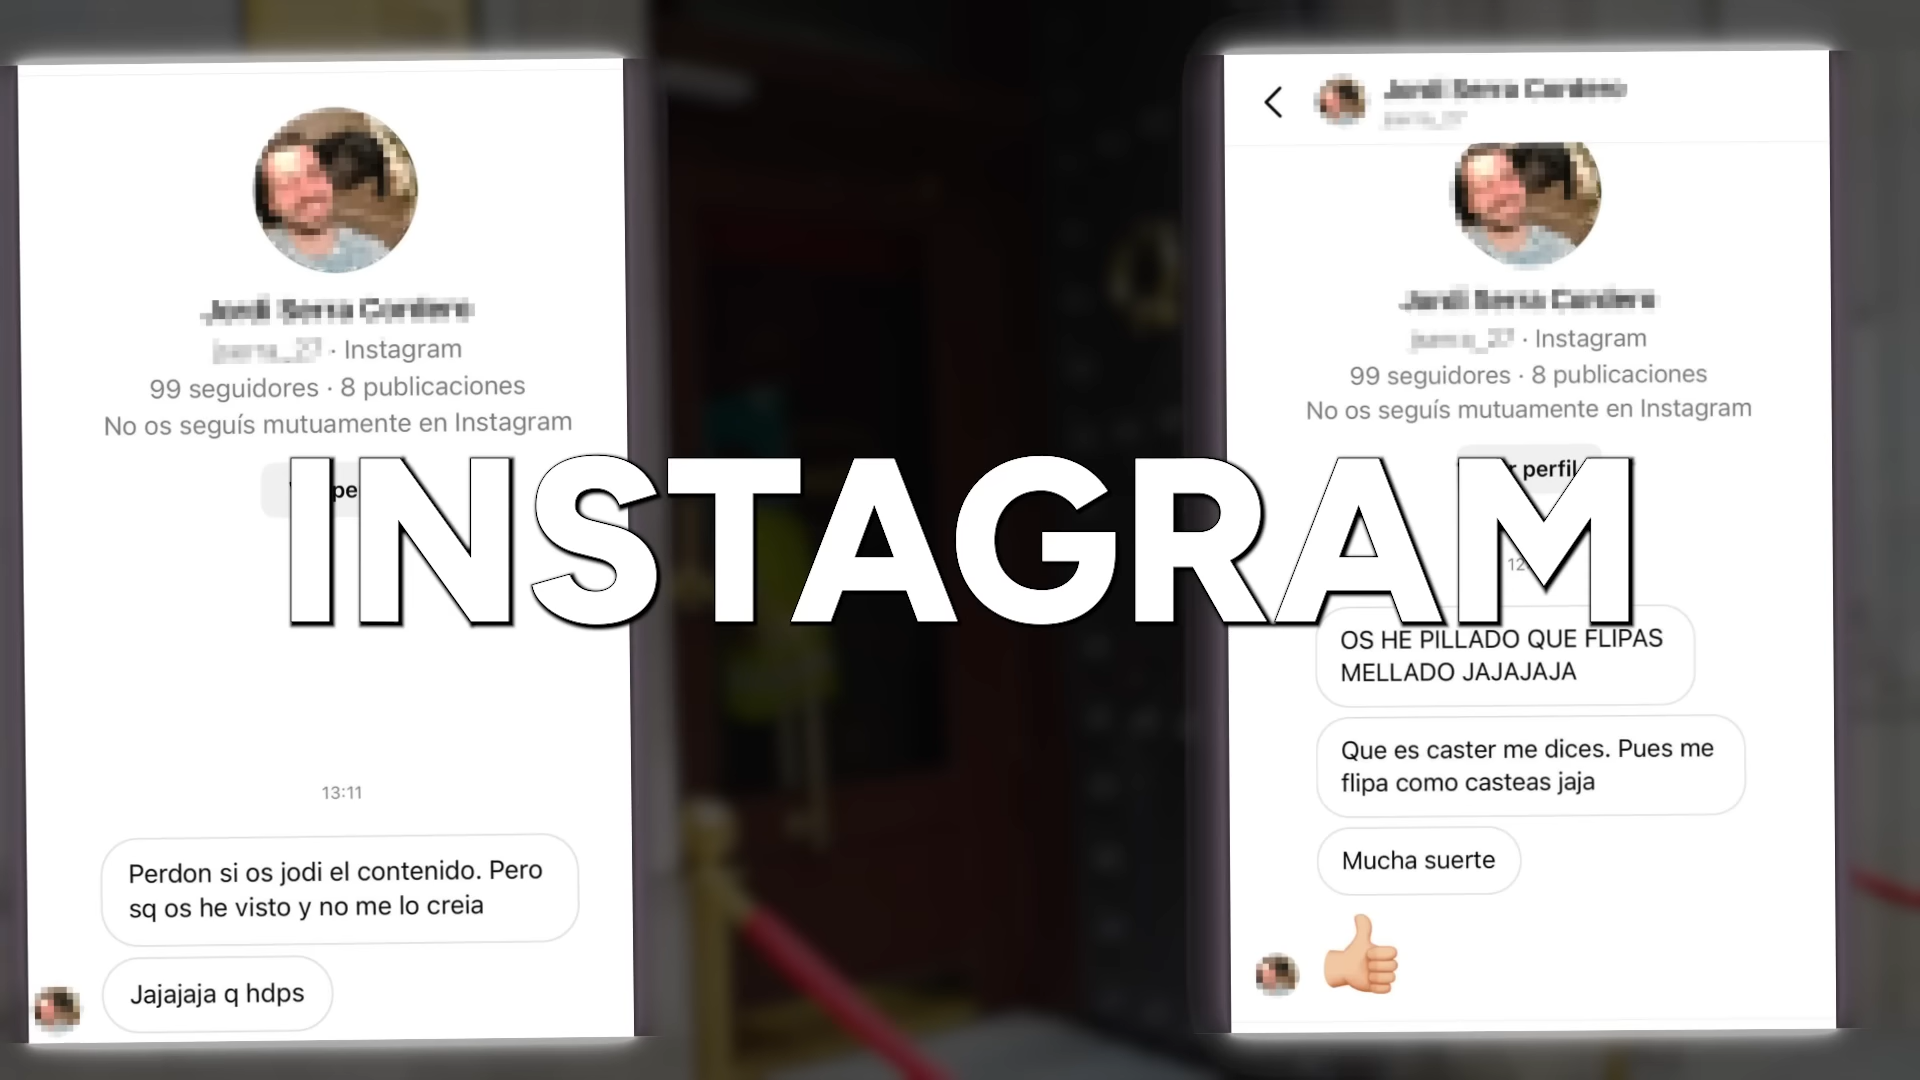 · Instagram
99 seguidores · 8 publicaciones
No os seguís mutuamente en Instagram
13:11
Perdon si os jodi el contenido. Pero
sq os he visto y no me lo creia
Jajajaja q hdps
INSTAGRAM
· Instagram
99 seguidores · 8 publicaciones
No os seguís mutuamente en Instagram
perfil
OS HE PILLADO QUE FLIPAS
MELLADO JAJAJAJA
Que es caster me dices. Pues me
flipa como casteas jaja
Mucha suerte